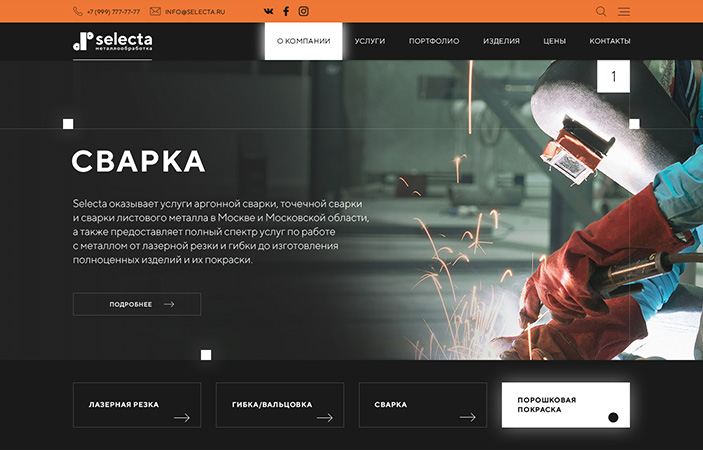 +7 (999) 777-77-77
INFO@SELECTA.RU
selecta
металлообработка
О КОМПАНИИ
УСЛУГИ
ПОРТФОЛИО
ИЗДЕЛИЯ
ЦЕНЫ
КОНТАКТЫ
1
СВАРКА
Selecta оказывает услуги аргонной сварки, точечной сварки
и сварки листового металла в Москве и Московской области,
а также предоставляет полный спектр услуг по работе
с металлом от лазерной резки и гибки до изготовления
полноценных изделий и их покраски.
ПОДРОБНЕЕ
ЛАЗЕРНАЯ РЕЗКА
ГИБКА/ВАЛЬЦОВКА
СВАРКА
ПОРОШКОВАЯ
ПОКРАСКА